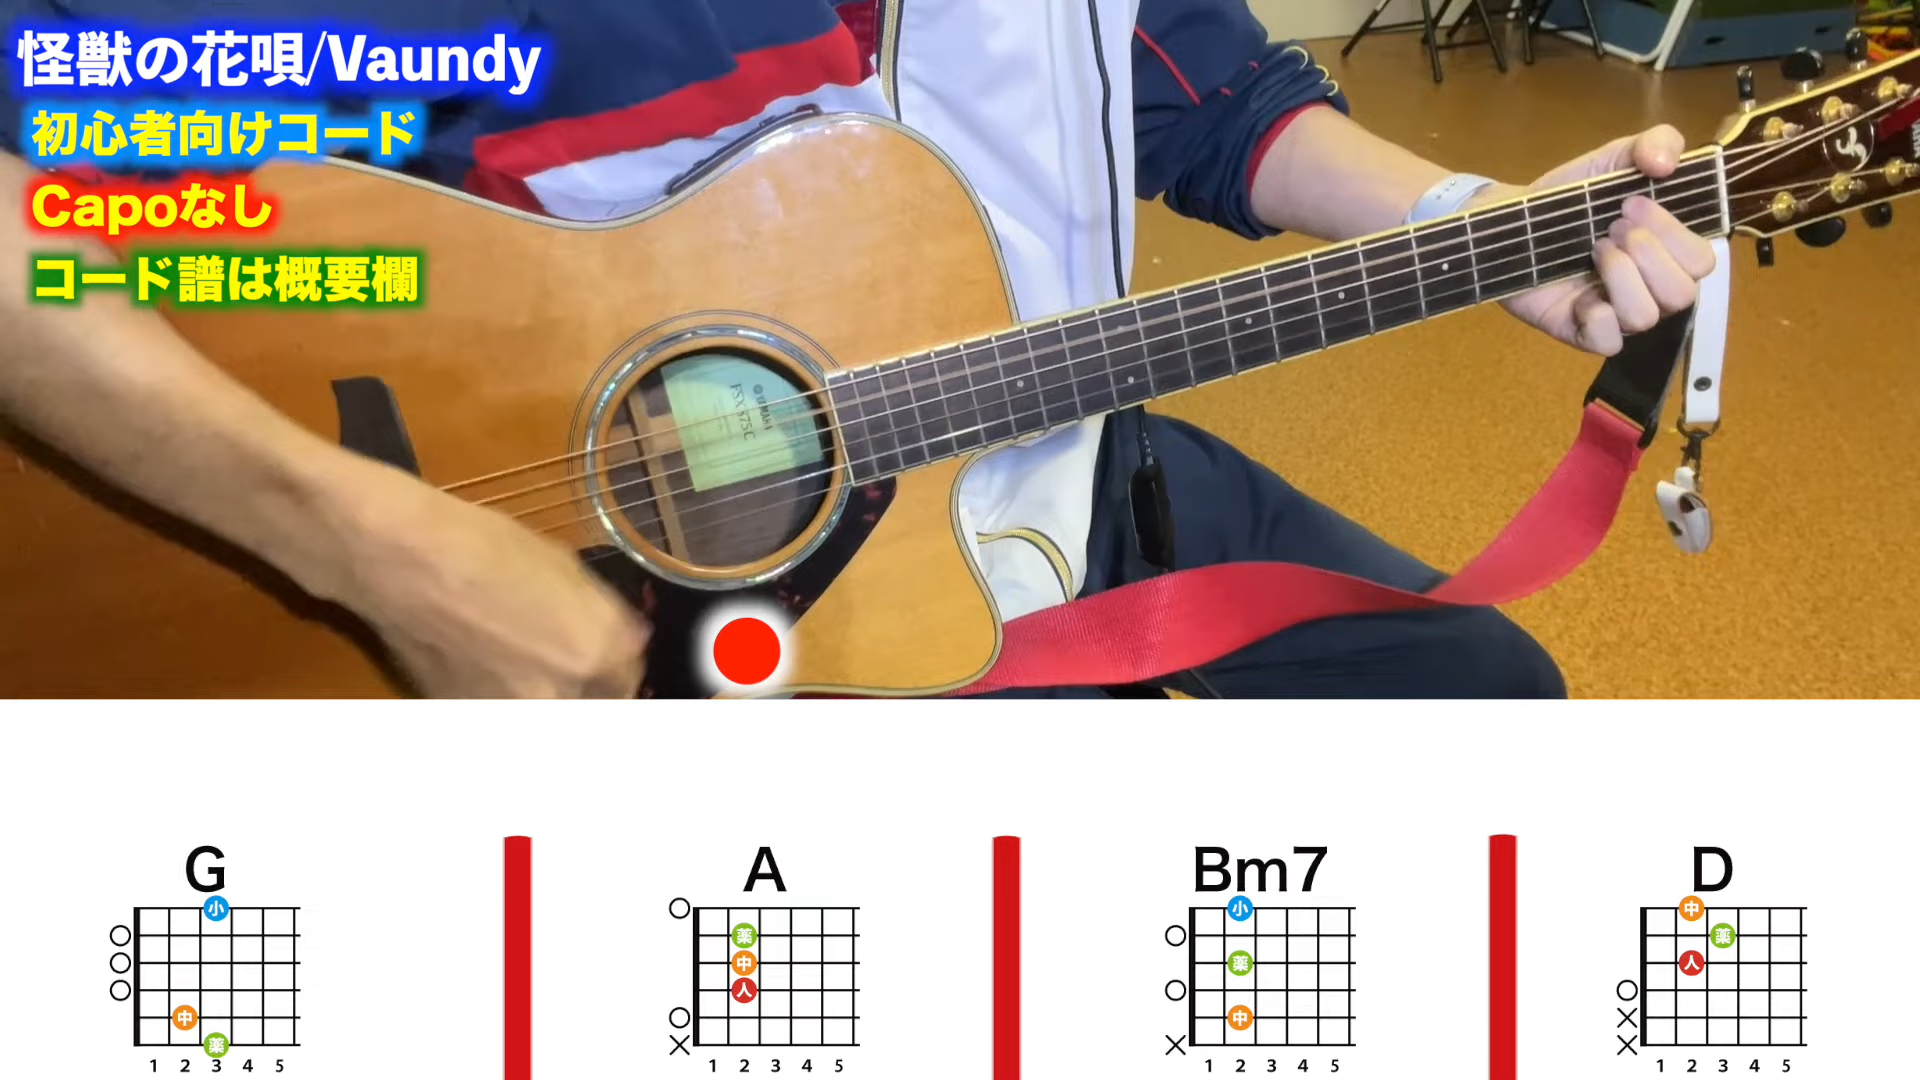 怪獣の花唄/Vaundy
初心者向けコード
Capoなし
コード譜は概要欄
YAMAHA
FSX875C
G
小
中
薬
1 2 3 4 5
A
薬
中
人
1 2 3 4 5
Bm7
小
薬
中
1 2 3 4 5
D
中
薬
人
1 2 3 4 5